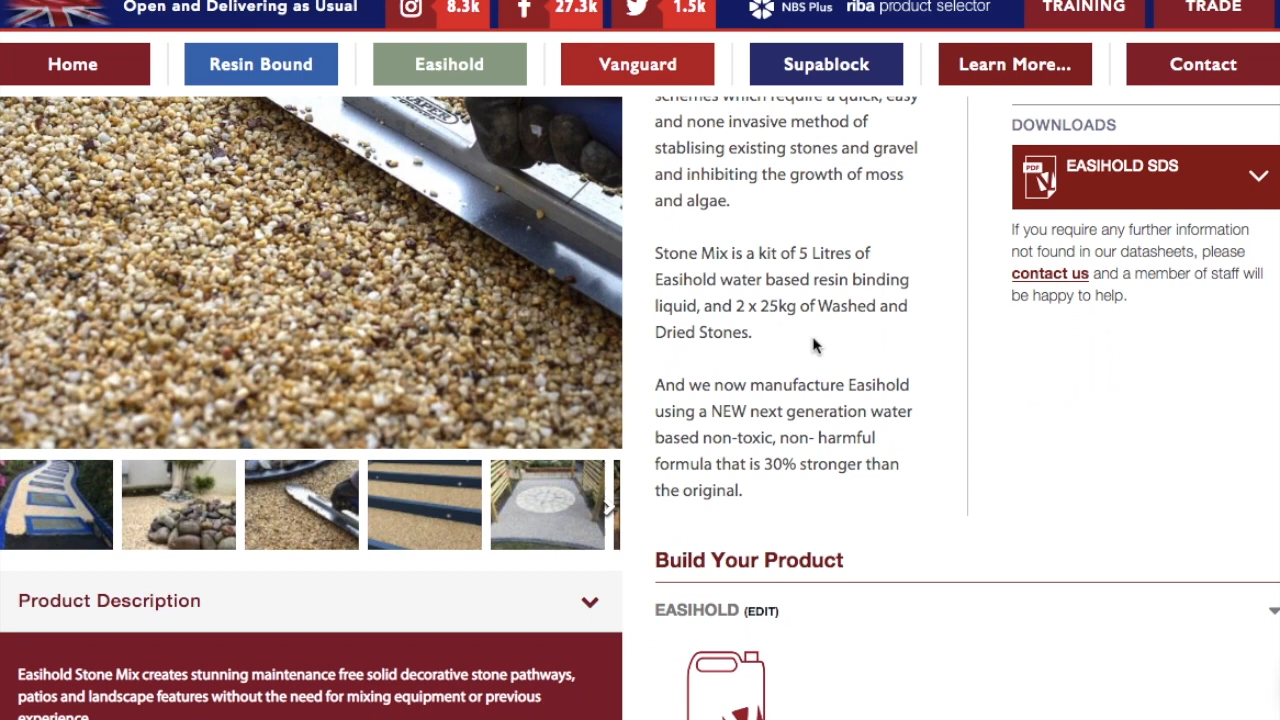 Open and Delivering as Usual
8.3k
27.3k
1.5k
NBS Plus
riba product selector
TRAINING
TRADE
Home
Resin Bound
Easihold
Vanguard
Supablock
Learn More...
Contact
schemes which require a quick, easy
and none invasive method of
stablising existing stones and gravel
and inhibiting the growth of moss
and algae.
Stone Mix is a kit of 5 Litres of
Easihold water based resin binding
liquid, and 2 x 25kg of Washed and
Dried Stones.
And we now manufacture Easihold
using a NEW next generation water
based non-toxic, non- harmful
formula that is 30% stronger than
the original.
DOWNLOADS
PDF
EASIHOLD SDS
If you require any further information
not found in our datasheets, please
contact us and a member of staff will
be happy to help.
Build Your Product
EASIHOLD (EDIT)
Product Description
Easihold Stone Mix creates stunning maintenance free solid decorative stone pathways,
patios and landscape features without the need for mixing equipment or previous
experience